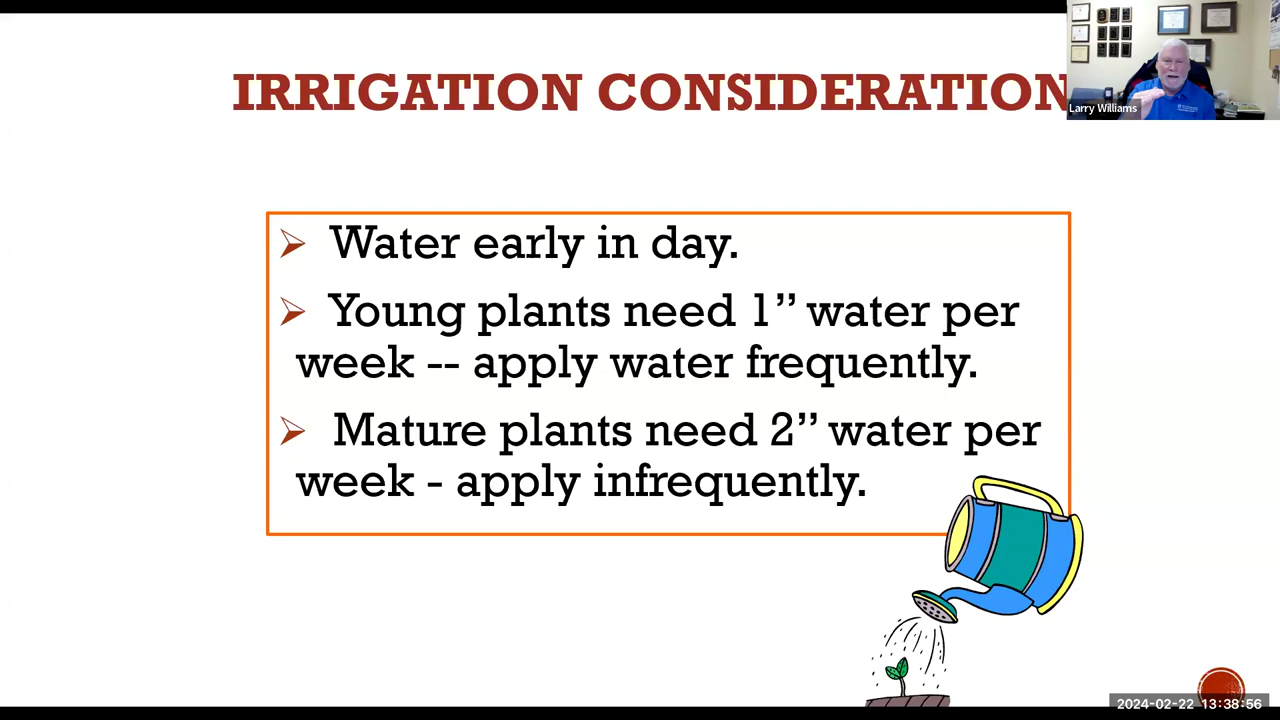 IRRIGATION CONSIDERATION
Larry Williams
Water early in day.
Young plants need 1” water per
week -- apply water frequently.
Mature plants need 2” water per
week - apply infrequently.
2024-02-22 13:38:56